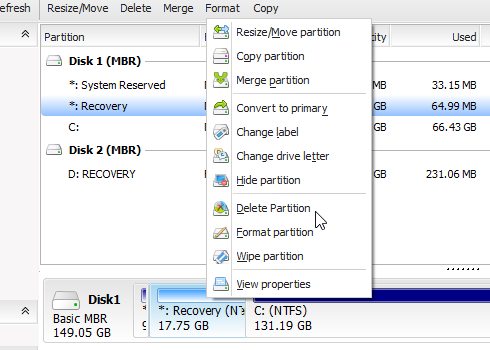 efresh Resize/Move Delete Merge Format Copy
Partition city Used
Disk 1 (MBR)
*: System Reserved 33.15 MB
*: Recovery GB 64.99 MB
C: GB 66.43 GB
Disk 2 (MBR)
D: RECOVERY GB 231.06 MB
Resize/Move partition
Copy partition
Merge partition
Convert to primary
Change label
Change drive letter
Hide partition
Delete Partition
Format partition
Wipe partition
View properties
Disk1
Basic MBR
149.05 GB
*: Recovery (NT
17.75 GB
C: (NTFS)
131.19 GB